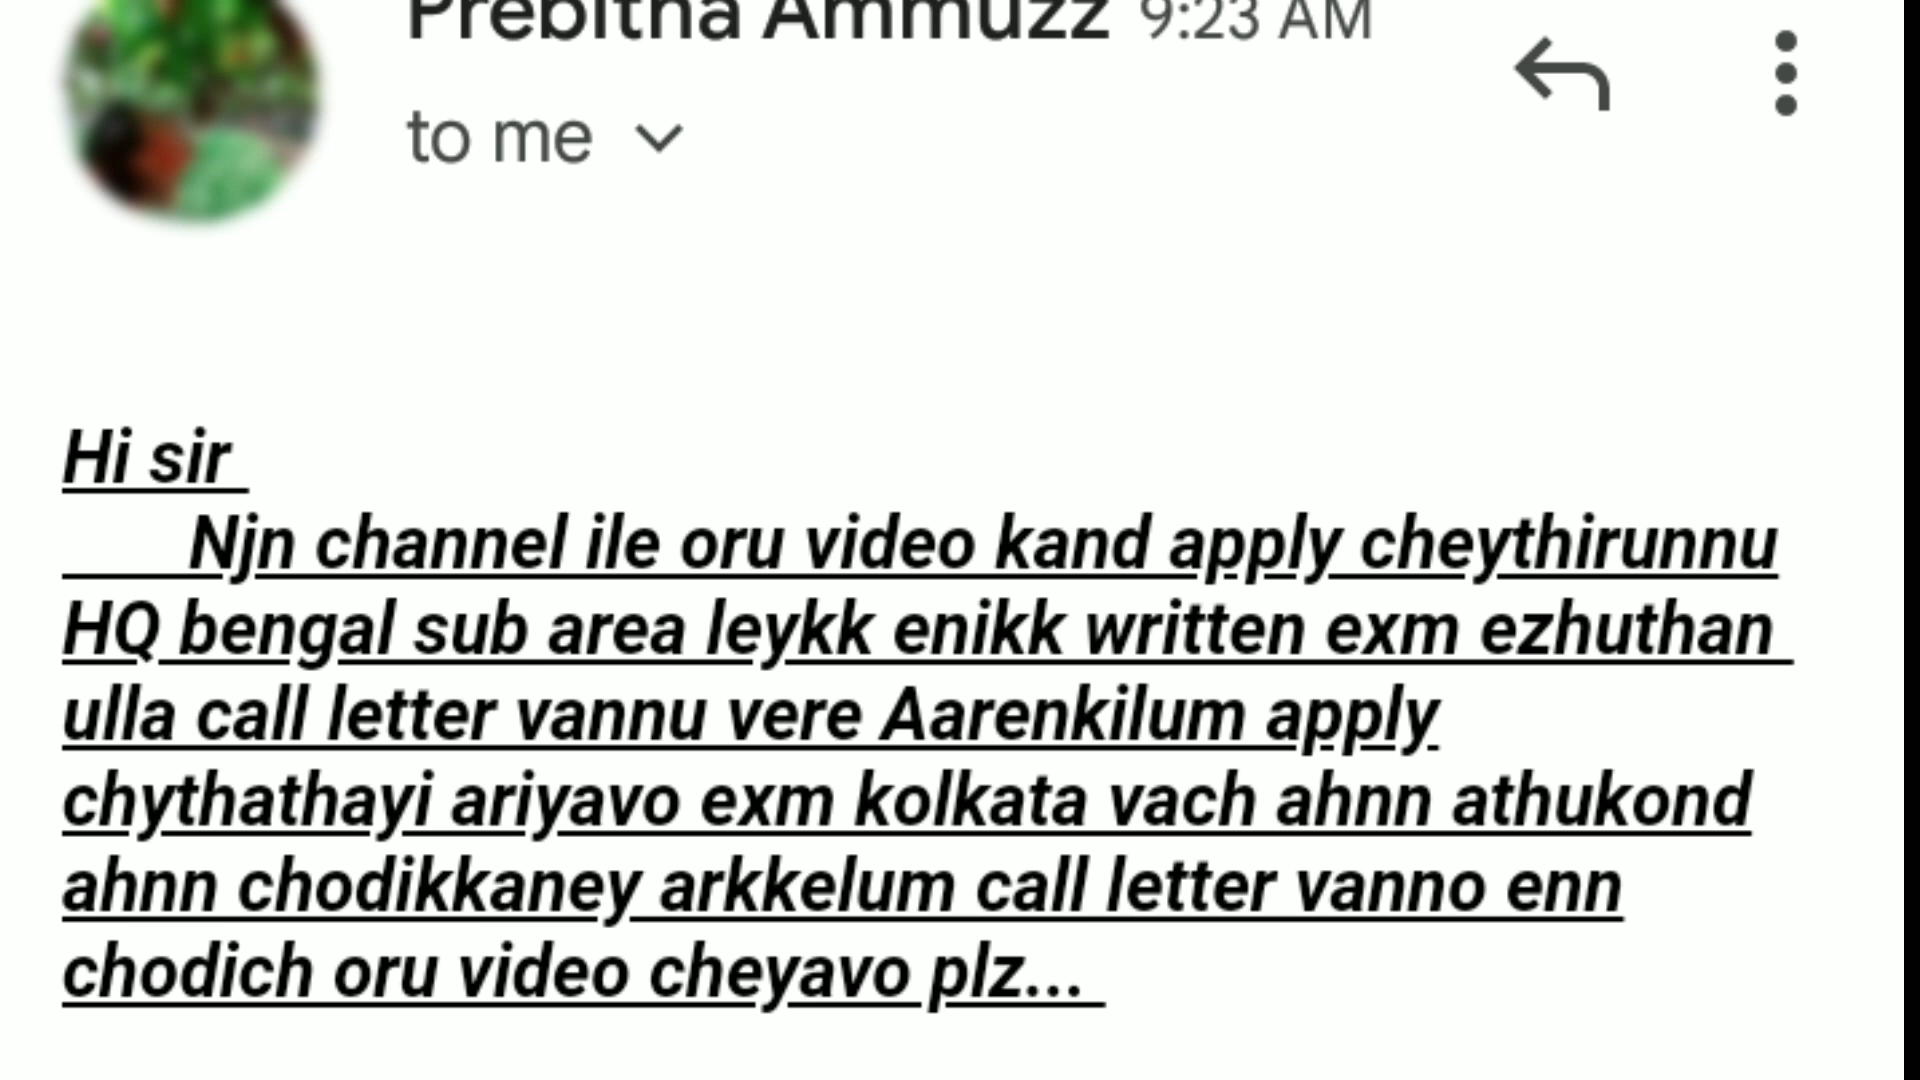 Prebitha Ammuzz 9:23 AM
to me
Hi sir
Njn channel ile oru video kand apply cheythirunnu
HQ bengal sub area leykk enikk written exm ezhuthan
ulla call letter vannu vere Aarenkilum apply
chythathayi ariyavo exm kolkata vach ahnn athukond
ahnn chodikkaney arkkelum call letter vanno enn
chodich oru video cheyavo plz...